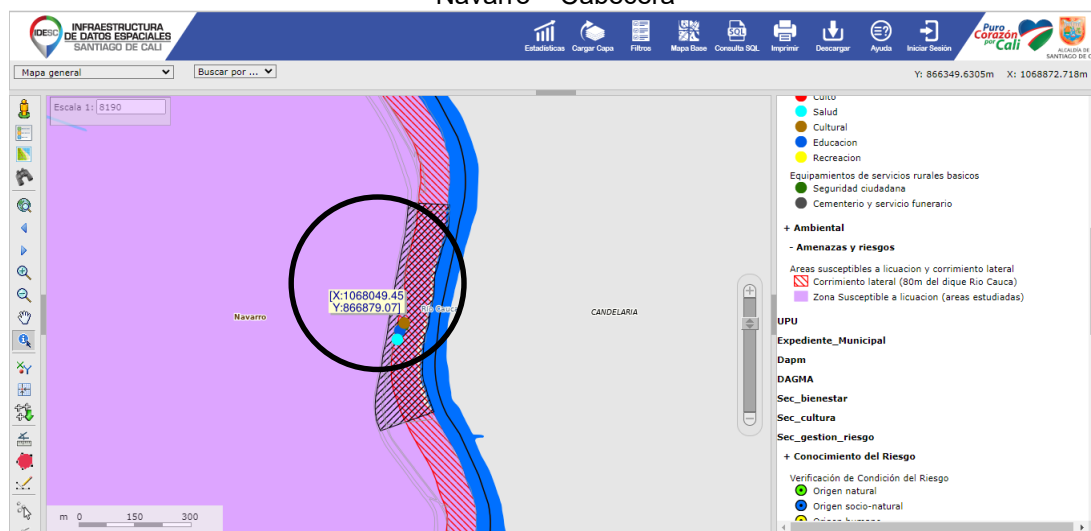 Navarro – Cabecera
IDESC INFRAESTRUCTURA
DE DATOS ESPACIALES
SANTIAGO DE CALI
Estadísticas Cargar Capa Filtros Mapa Base Consulta SQL Imprimir Descargar Ayuda Iniciar Sesión
SQL
Puro
Corazón
por Cali
ALCALDÍA DE
SANTIAGO DE C
Mapa general Buscar por ... Y: 866349.6305m X: 1068872.718m
Escala 1: 8190
Culto
Salud
Cultural
Educacion
Recreacion
Equipamientos de servicios rurales basicos
Seguridad ciudadana
Cementerio y servicio funerario
+ Ambiental
- Amenazas y riesgos
Areas susceptibles a licuacion y corrimiento lateral
Corrimiento lateral (80m del dique Rio Cauca)
Zona Susceptible a licuacion (areas estudiadas)
UPU
Expediente_Municipal
Dapm
DAGMA
Sec_bienestar
Sec_cultura
Sec_gestion_riesgo
+ Conocimiento del Riesgo
Verificación de Condición del Riesgo
Origen natural
Origen socio-natural
Origen humano
[X:1068049.45
Y:866879.07]
Rio Cauca
Navarro
CANDELARIA
m 0 150 300